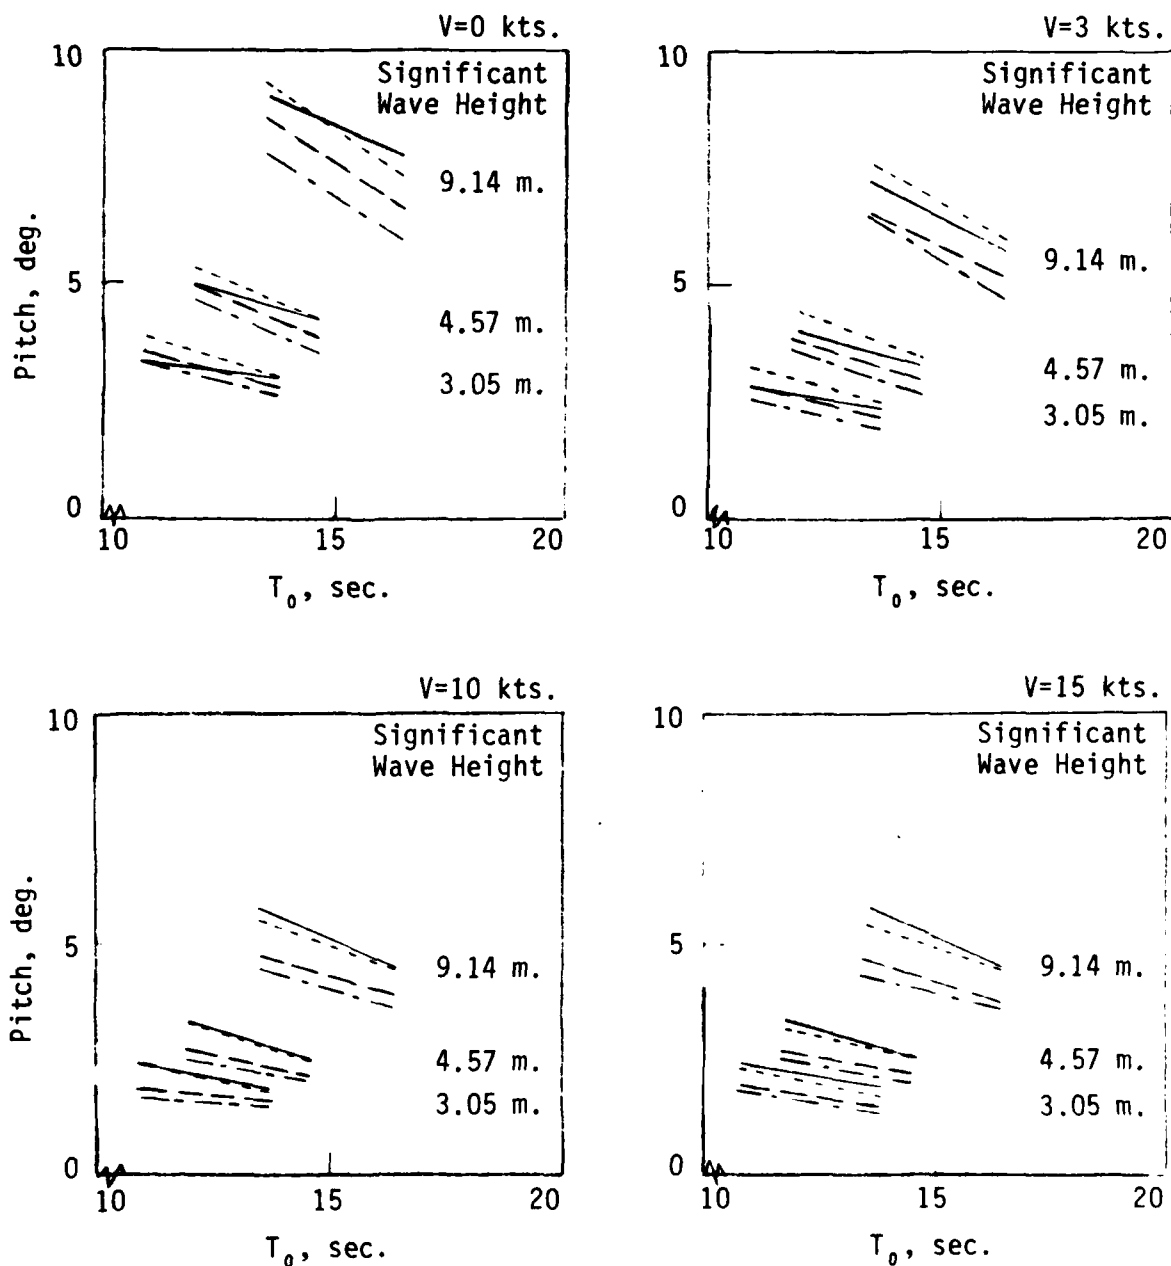 V=0 kts.
10
Significant
Wave Height
9.14 m.
5
4.57 m.
3.05 m.
0
10
15
20
Pitch, deg.
T₀, sec.
V=3 kts.
10
Significant
Wave Height
9.14 m.
5
4.57 m.
3.05 m.
0
10
15
20
T₀, sec.
V=10 kts.
10
Significant
Wave Height
5
9.14 m.
4.57 m.
3.05 m.
0
10
15
20
Pitch, deg.
T₀, sec.
V=15 kts.
10
Significant
Wave Height
5
9.14 m.
4.57 m.
3.05 m.
0
10
15
20
T₀, sec.